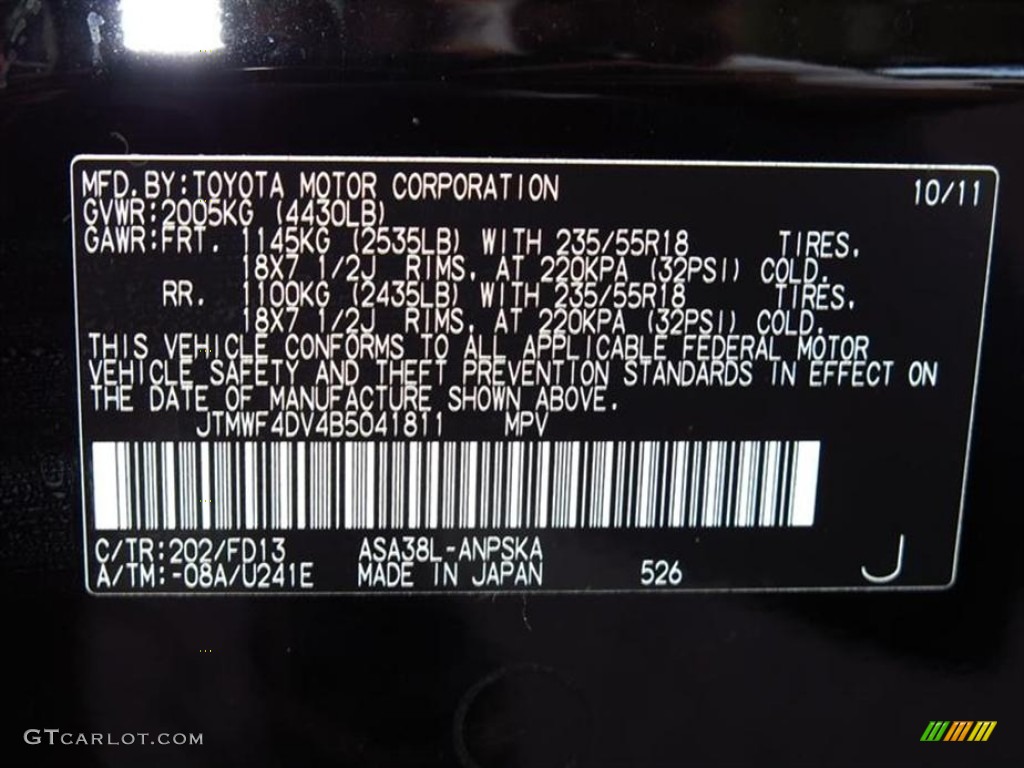 MFD.BY:TOYOTA MOTOR CORPORATION 10/11
GVWR:2005KG (4430LB)
GAWR:FRT. 1145KG (2535LB) WITH 235/55R18 TIRES.
18X7 1/2J RIMS. AT 220KPA (32PSI) COLD.
RR. 1100KG (2435LB) WITH 235/55R18 TIRES.
18X7 1/2J RIMS. AT 220KPA (32PSI) COLD.
THIS VEHICLE CONFORMS TO ALL APPLICABLE FEDERAL MOTOR
VEHICLE SAFETY AND THEFT PREVENTION STANDARDS IN EFFECT ON
THE DATE OF MANUFACTURE SHOWN ABOVE.
JTMWF4DV4B5041811 MPV
C/TR:202/FD13 ASA38L-ANPSKA
A/TM:-08A/U241E MADE IN JAPAN 526 J
GTCARLOT.COM